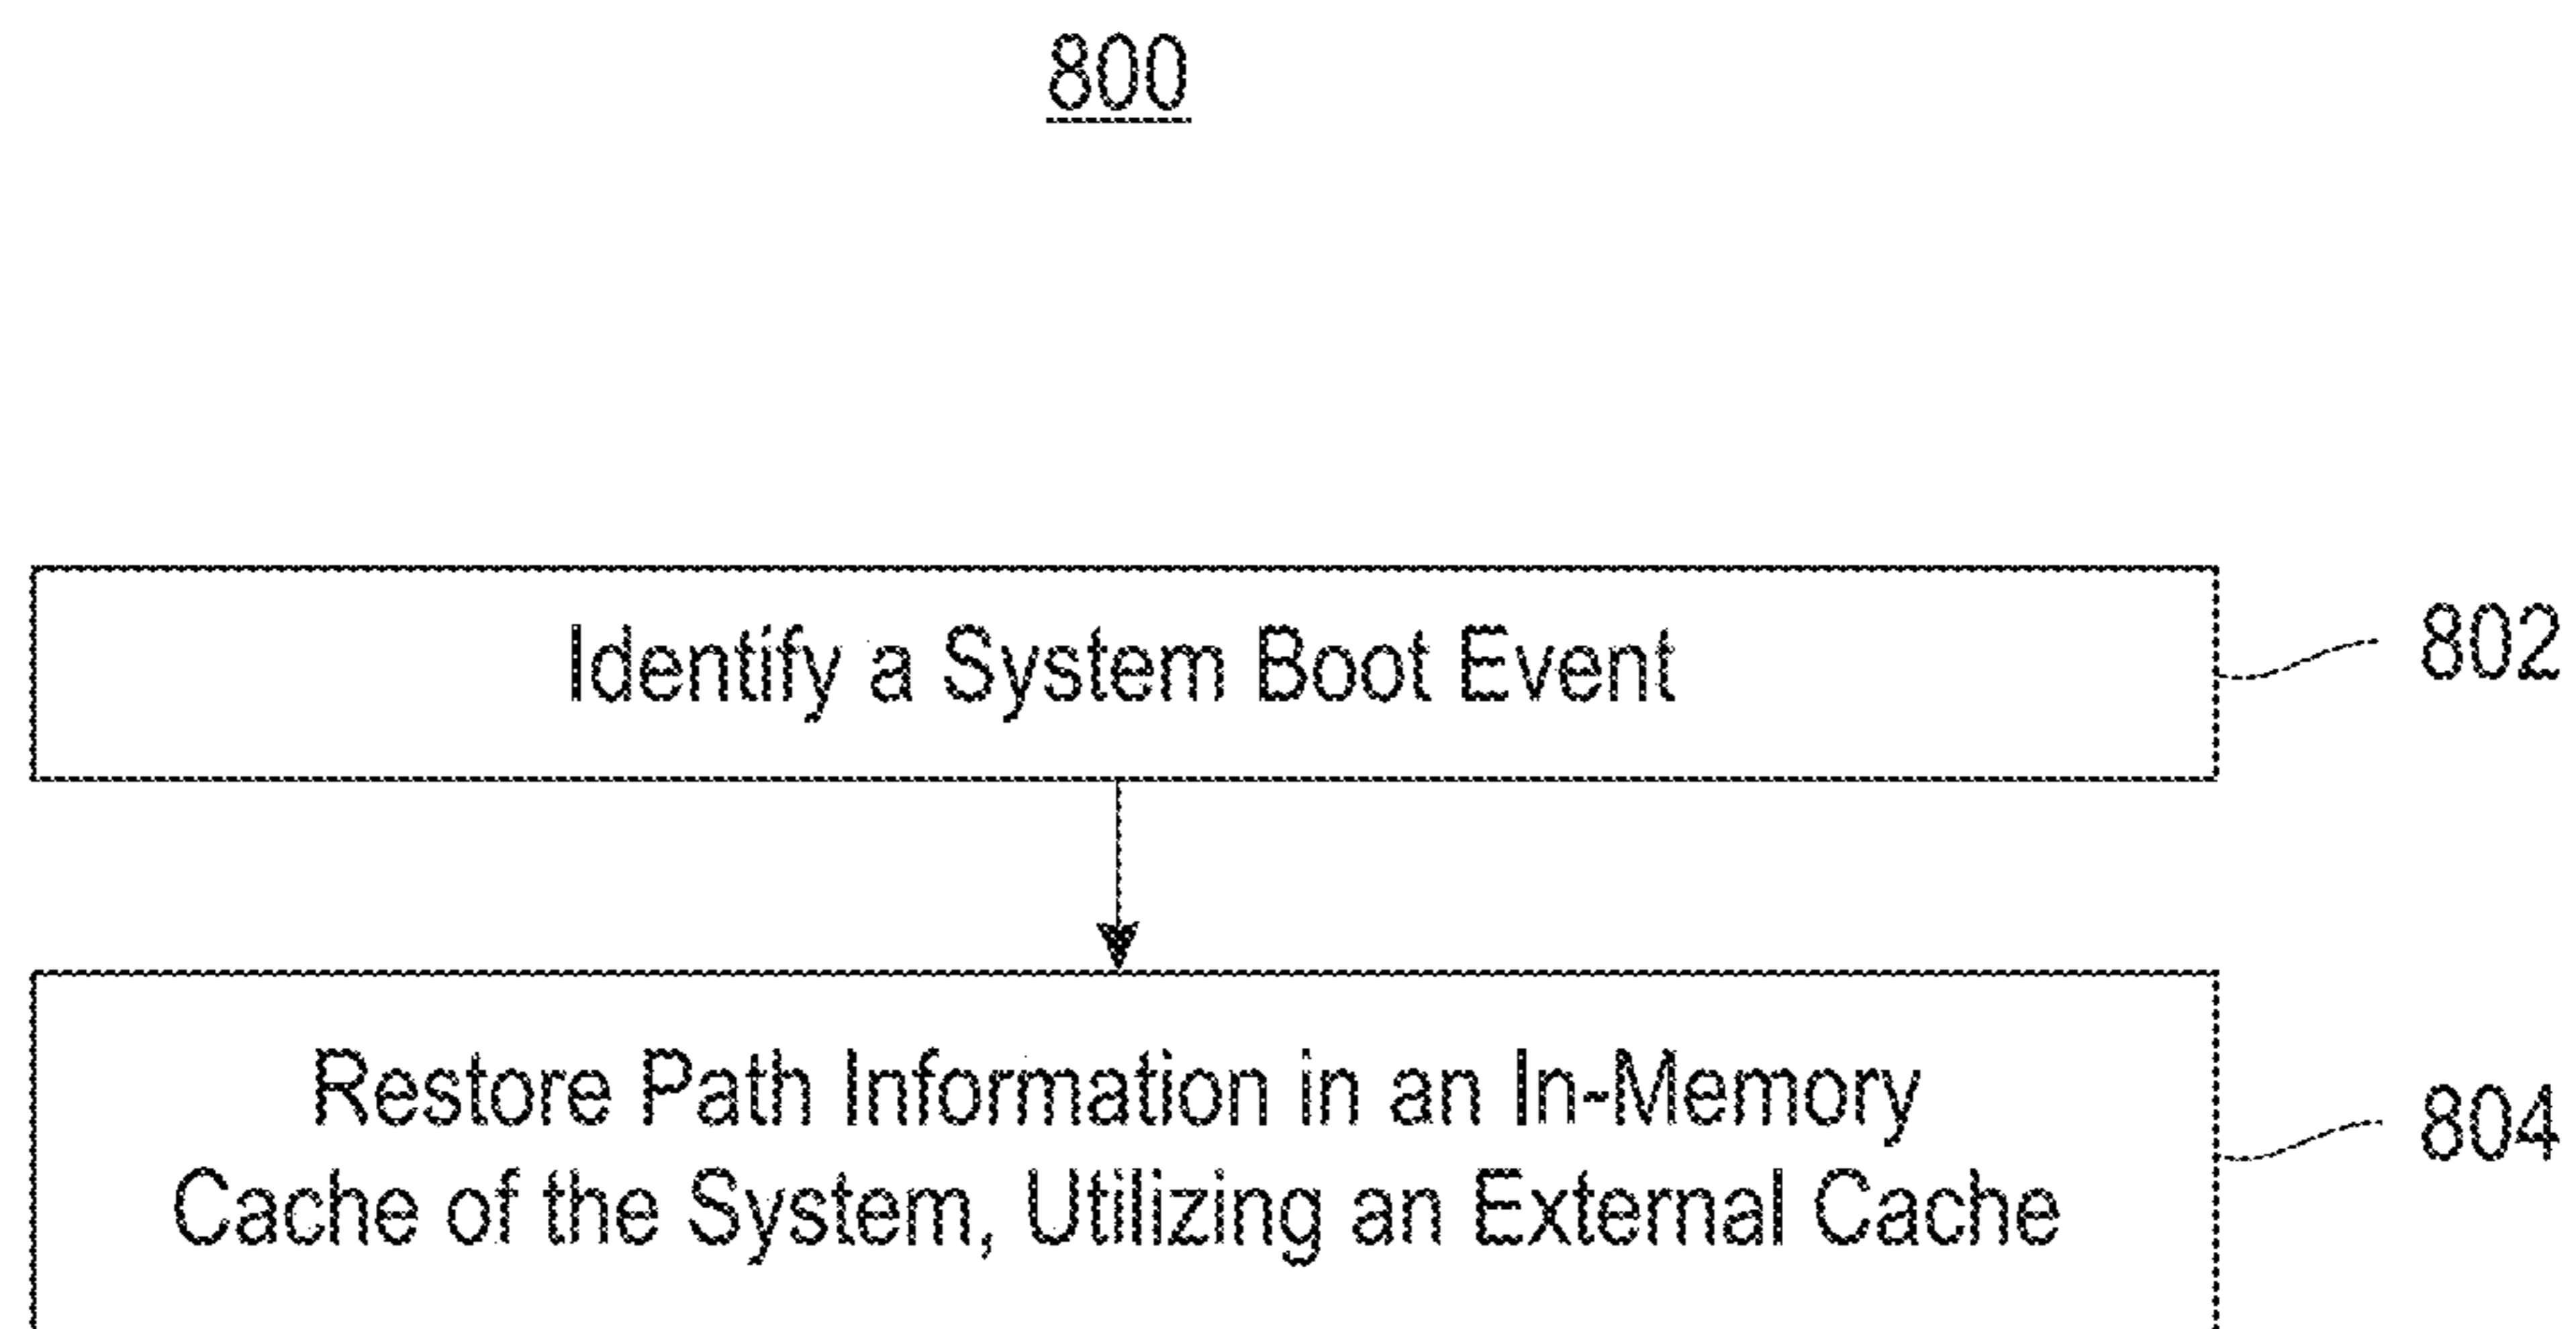 800
Identify a System Boot Event
802
Restore Path Information in an In-Memory
Cache of the System, Utilizing an External Cache
804